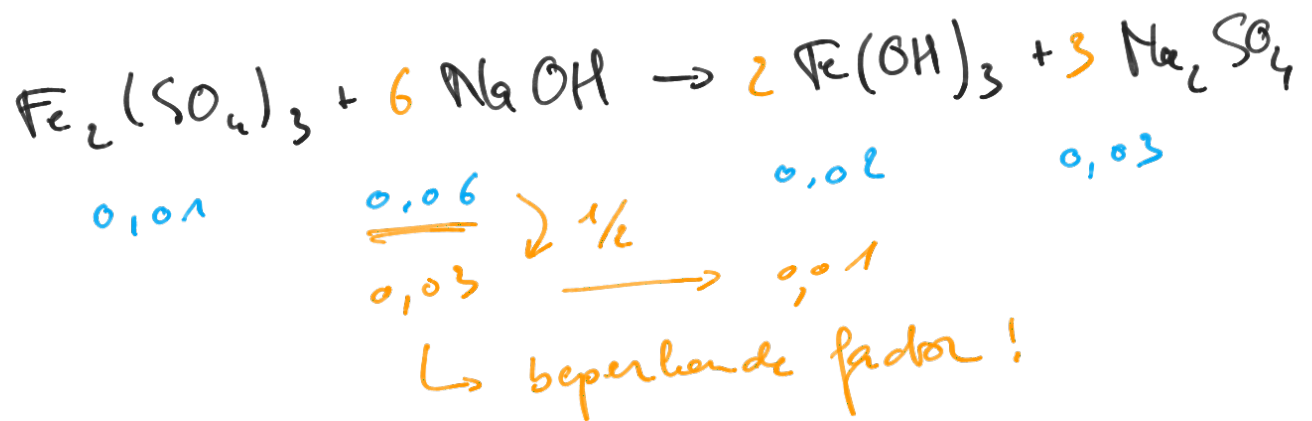 Fe₂(SO₄)₃ + 6 NaOH → 2 Fe(OH)₃ + 3 Na₂SO₄
0,01 0,06 0,02 0,03
1/2
0,03 → 0,01
↳ beperkende factor !